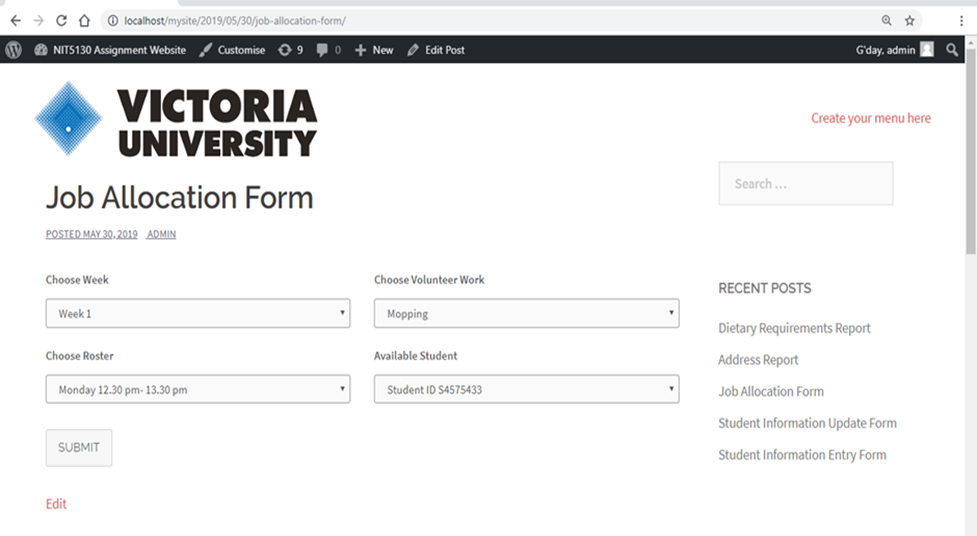 localhost/mysite/2019/05/30/job-allocation-form/
NIT5130 Assignment Website Customise 9 0 New Edit Post G'day, admin
VICTORIA
UNIVERSITY
Create your menu here
Search ...
Job Allocation Form
POSTED MAY 30, 2019 ADMIN
Choose Week Choose Volunteer Work
Week 1 Mopping
Choose Roster Available Student
Monday 12.30 pm- 13.30 pm Student ID S4575433
SUBMIT
Edit
RECENT POSTS
Dietary Requirements Report
Address Report
Job Allocation Form
Student Information Update Form
Student Information Entry Form